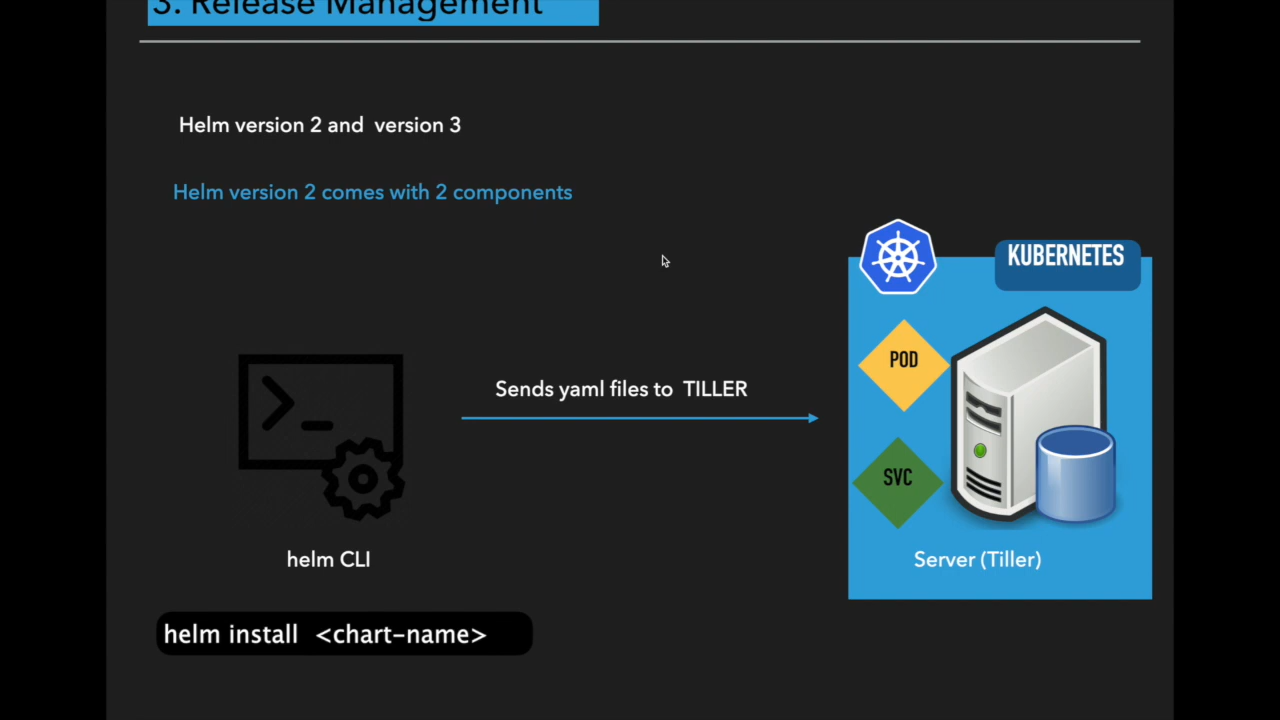 3. Release Management
Helm version 2 and version 3
Helm version 2 comes with 2 components
KUBERNETES
POD
Sends yaml files to TILLER
SVC
helm CLI
Server (Tiller)
helm install <chart-name>